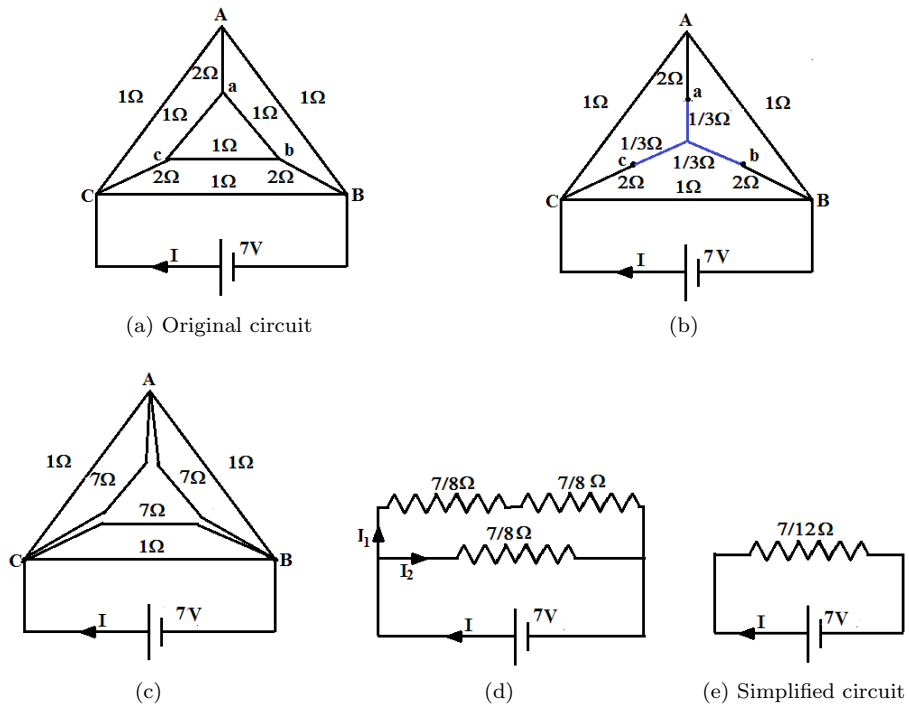 A
2Ω
a
1Ω
1Ω
1Ω
1Ω
1Ω
c
b
2Ω
1Ω
2Ω
C
B
I
7V
(a) Original circuit
A
2Ω
a
1Ω
1Ω
1/3Ω
1/3Ω
c
1/3Ω
b
2Ω
1Ω
2Ω
C
B
I
7V
(b)
A
1Ω
7Ω
7Ω
1Ω
7Ω
1Ω
C
B
I
7V
(c)
7/8Ω
7/8 Ω
I1
7/8Ω
I2
I
7V
(d)
7/12Ω
I
7V
(e) Simplified circuit